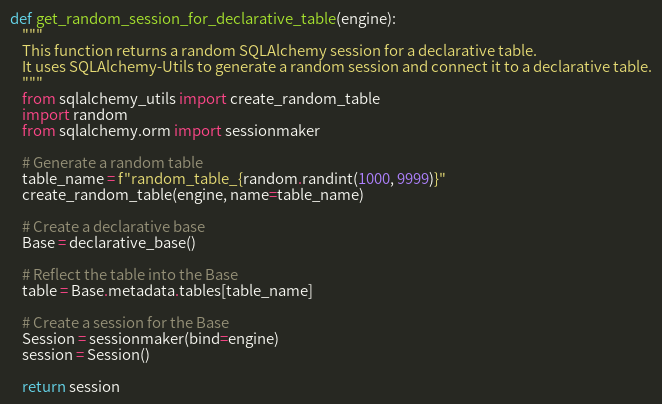 def get_random_session_for_declarative_table(engine):
    """
    This function returns a random SQLAlchemy session for a declarative table.
    It uses SQLAlchemy-Utils to generate a random session and connect it to a declarative table.
    """
    from sqlalchemy_utils import create_random_table
    import random
    from sqlalchemy.orm import sessionmaker

    # Generate a random table
    table_name = f"random_table_{random.randint(1000, 9999)}"
    create_random_table(engine, name=table_name)

    # Create a declarative base
    Base = declarative_base()

    # Reflect the table into the Base
    table = Base.metadata.tables[table_name]

    # Create a session for the Base
    Session = sessionmaker(bind=engine)
    session = Session()

    return session